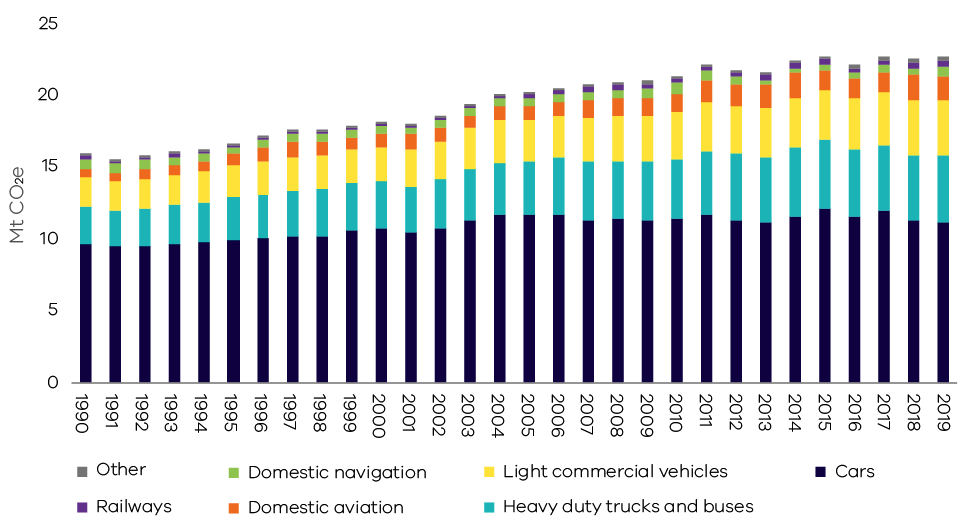 25
20
15
10
5
0
Mt CO₂e
1990 1991 1992 1993 1994 1995 1996 1997 1998 1999 2000 2001 2002 2003 2004 2005 2006 2007 2008 2009 2010 2011 2012 2013 2014 2015 2016 2017 2018 2019
Other Domestic navigation Light commercial vehicles Cars
Railways Domestic aviation Heavy duty trucks and buses